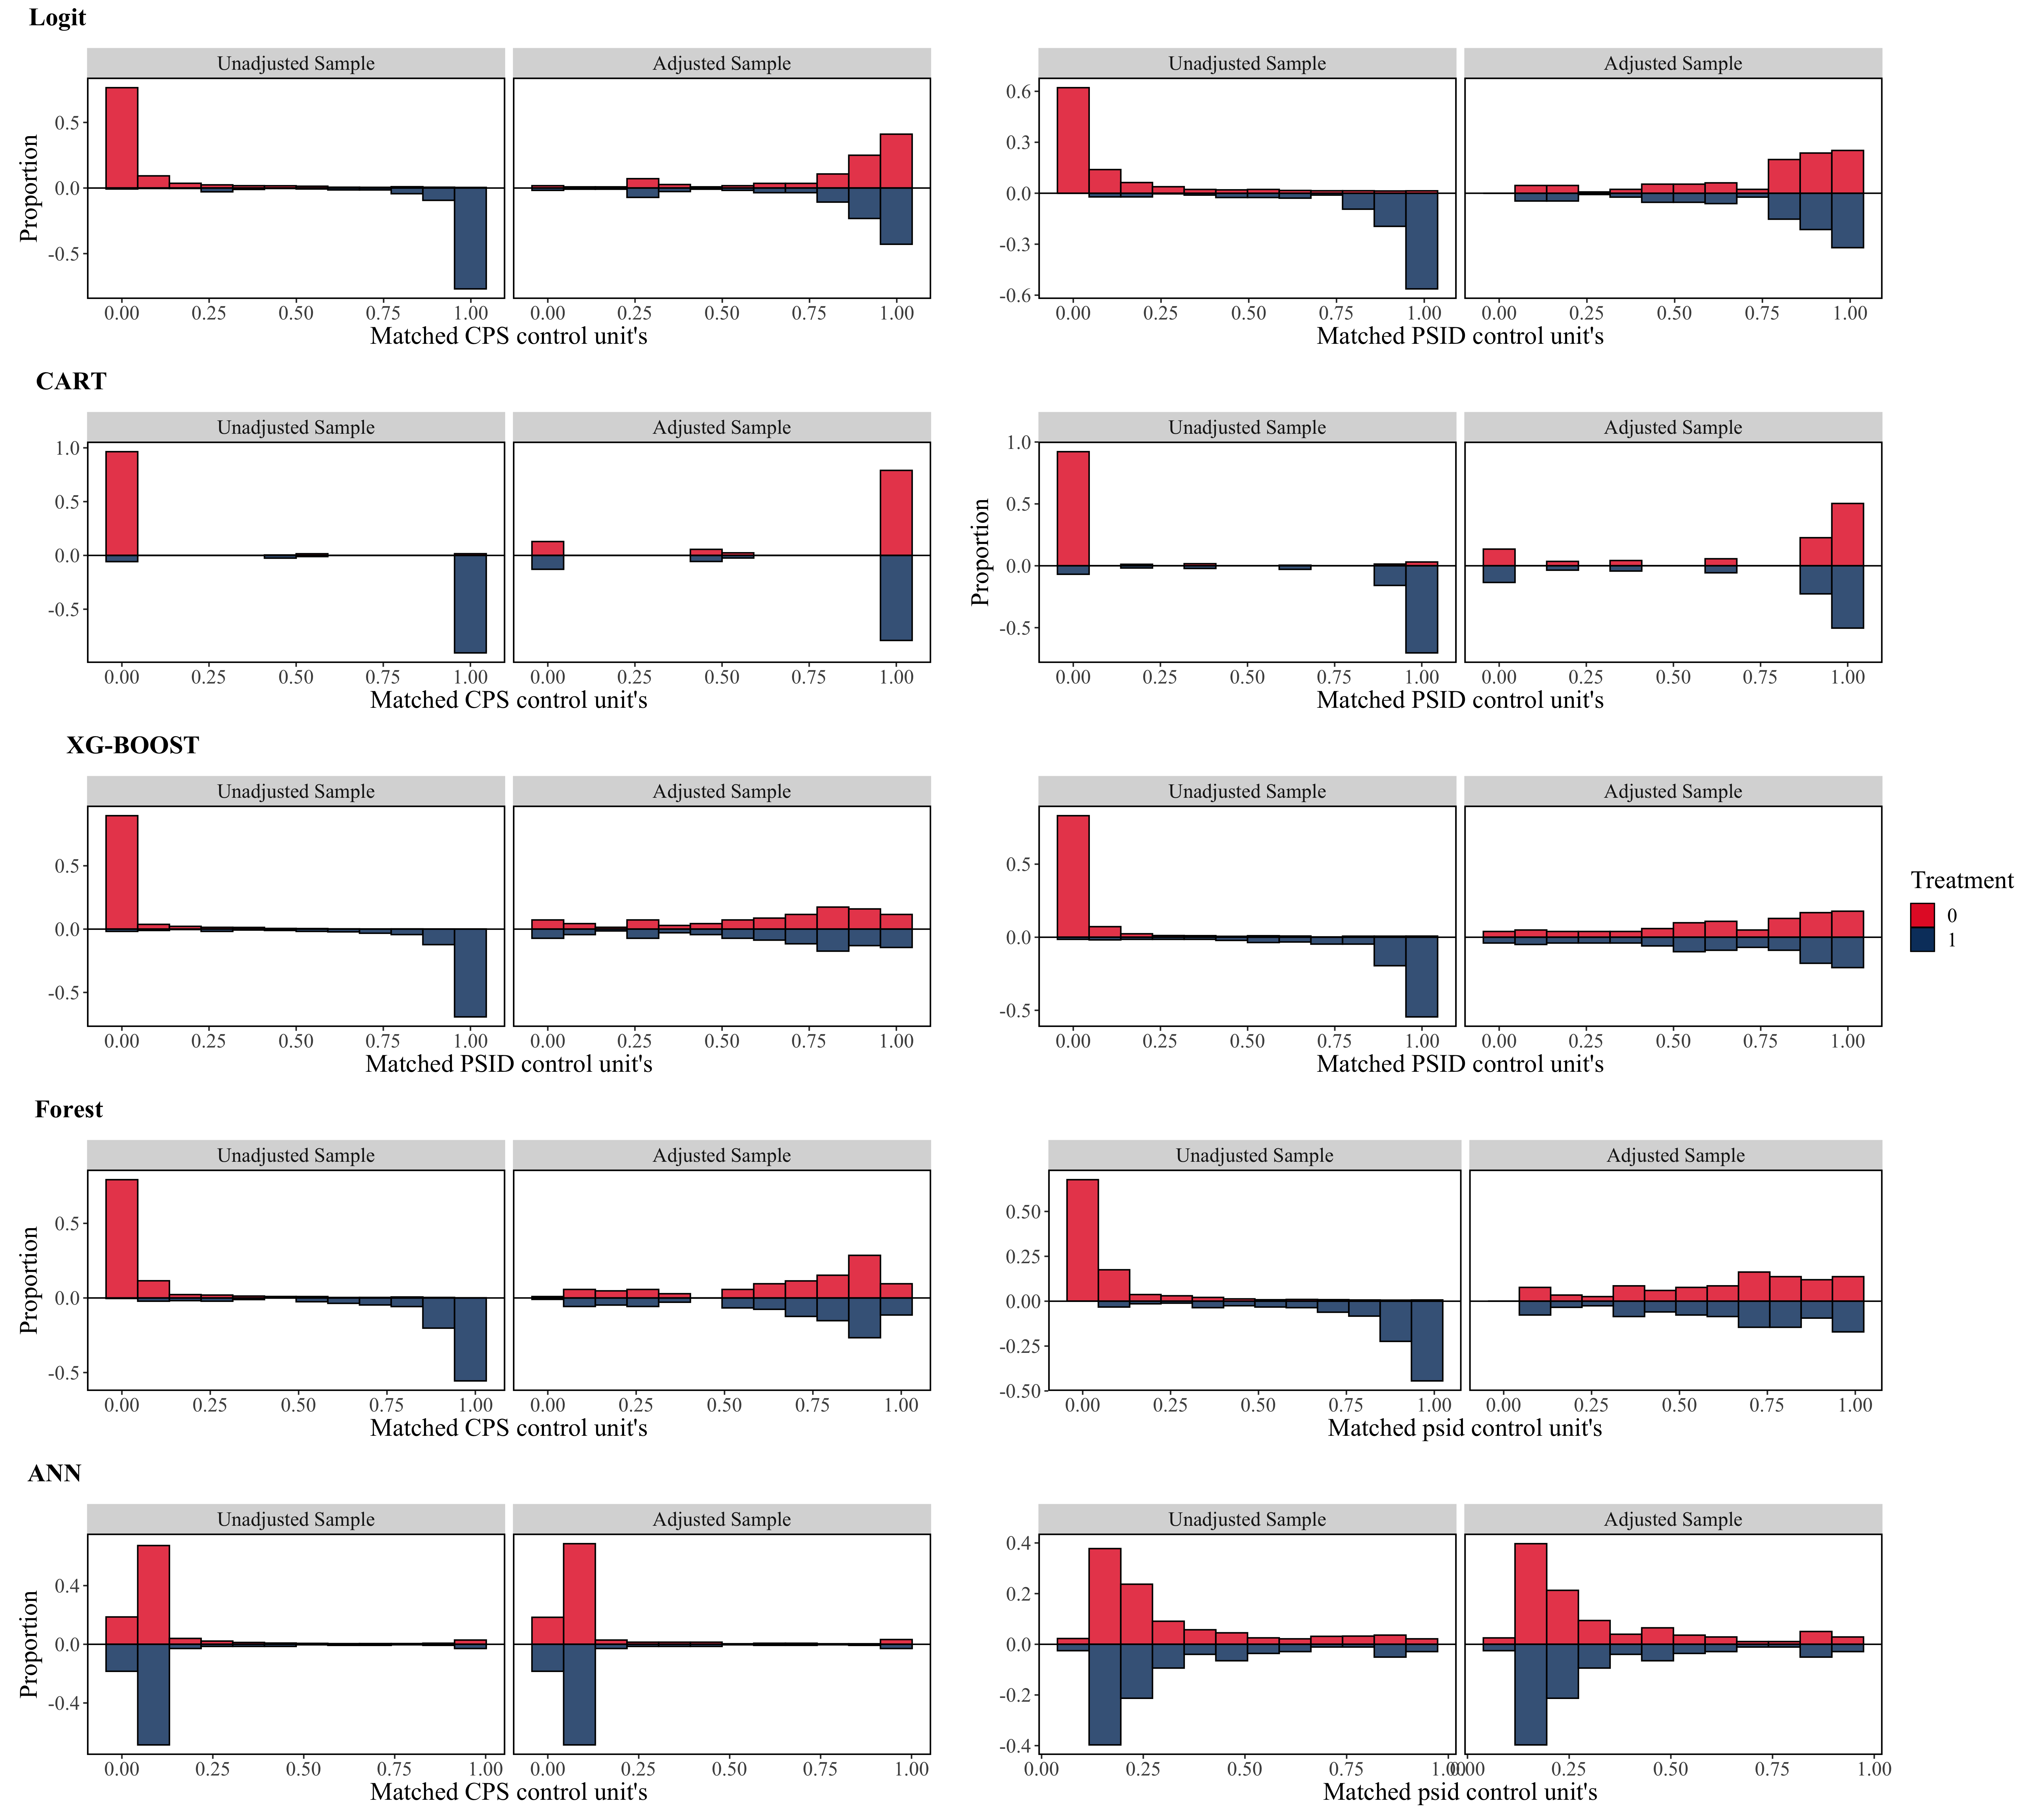 Logit
Unadjusted Sample Adjusted Sample Unadjusted Sample Adjusted Sample
Proportion
0.5
0.0
-0.5
0.6
0.3
0.0
-0.3
-0.6
0.00 0.25 0.50 0.75 1.00 0.00 0.25 0.50 0.75 1.00 0.00 0.25 0.50 0.75 1.00 0.00 0.25 0.50 0.75 1.00
Matched CPS control unit's Matched PSID control unit's
CART
Unadjusted Sample Adjusted Sample Unadjusted Sample Adjusted Sample
1.0
0.5
0.0
-0.5
Proportion
1.0
0.5
0.0
-0.5
0.00 0.25 0.50 0.75 1.00 0.00 0.25 0.50 0.75 1.00 0.00 0.25 0.50 0.75 1.00 0.00 0.25 0.50 0.75 1.00
Matched CPS control unit's Matched PSID control unit's
XG-BOOST
Unadjusted Sample Adjusted Sample Unadjusted Sample Adjusted Sample
0.5
0.0
-0.5
0.5
0.0
-0.5
0.00 0.25 0.50 0.75 1.00 0.00 0.25 0.50 0.75 1.00 0.00 0.25 0.50 0.75 1.00 0.00 0.25 0.50 0.75 1.00
Matched PSID control unit's Matched PSID control unit's
Treatment
0
1
Forest
Unadjusted Sample Adjusted Sample Unadjusted Sample Adjusted Sample
Proportion
0.5
0.0
-0.5
0.50
0.25
0.00
-0.25
-0.50
0.00 0.25 0.50 0.75 1.00 0.00 0.25 0.50 0.75 1.00 0.00 0.25 0.50 0.75 1.00 0.00 0.25 0.50 0.75 1.00
Matched CPS control unit's Matched psid control unit's
ANN
Unadjusted Sample Adjusted Sample Unadjusted Sample Adjusted Sample
Proportion
0.4
0.0
-0.4
0.4
0.2
0.0
-0.2
-0.4
0.00 0.25 0.50 0.75 1.00 0.00 0.25 0.50 0.75 1.00 0.00 0.25 0.50 0.75 1.00 0.00 0.25 0.50 0.75 1.00
Matched CPS control unit's Matched psid control unit's